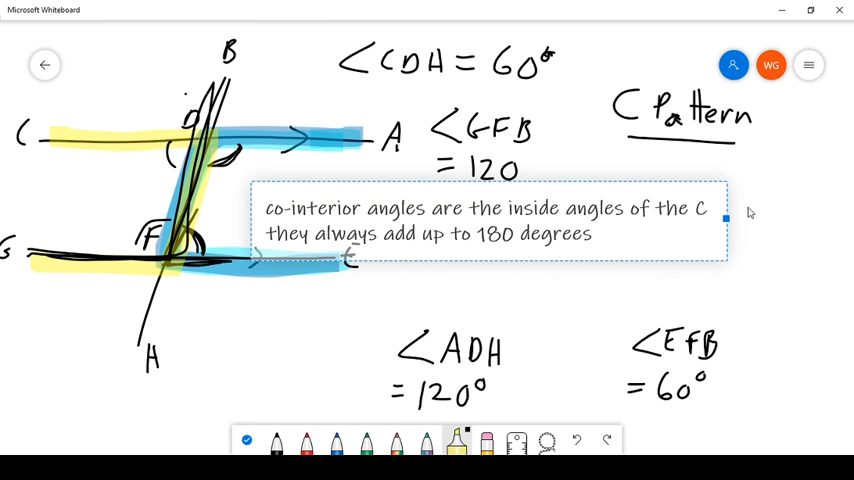 Microsoft Whiteboard
WG
B
<CDH = 60°
C Pattern
D
C
A
<GFB
= 120
co-interior angles are the inside angles of the C
they always add up to 180 degrees
F
G
E
H
<ADH
= 120°
<EFB
= 60°